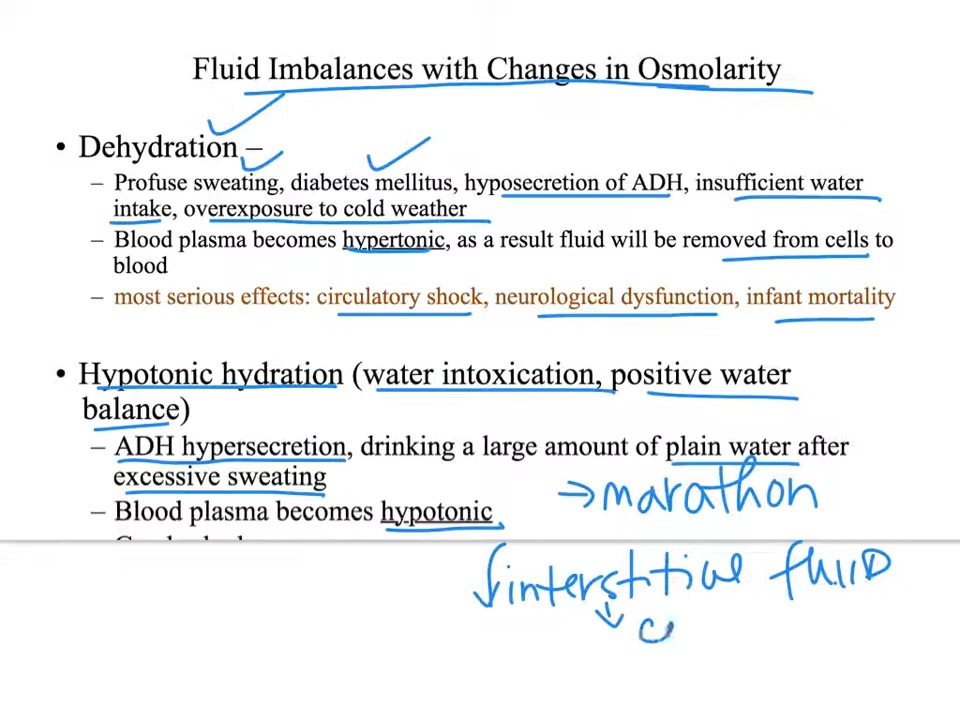 Fluid Imbalances with Changes in Osmolarity
• Dehydration –
– Profuse sweating, diabetes mellitus, hyposecretion of ADH, insufficient water
intake, overexposure to cold weather
– Blood plasma becomes hypertonic, as a result fluid will be removed from cells to
blood
– most serious effects: circulatory shock, neurological dysfunction, infant mortality
• Hypotonic hydration (water intoxication, positive water
balance)
– ADH hypersecretion, drinking a large amount of plain water after
excessive sweating
→ marathon
– Blood plasma becomes hypotonic
interstitial fluid